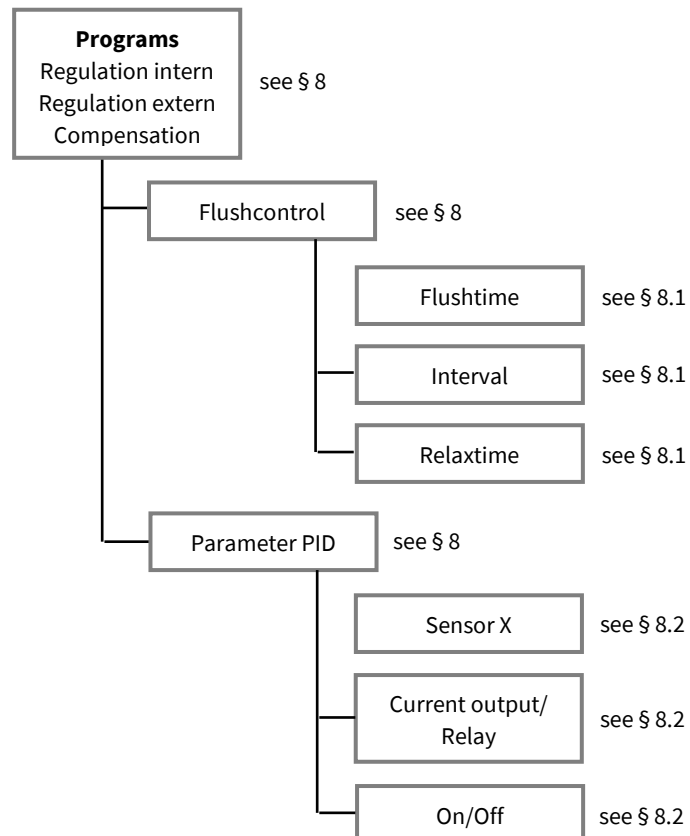 Programs
Regulation intern
Regulation extern
Compensation
see § 8
Flushcontrol
see § 8
Flushtime
see § 8.1
Interval
see § 8.1
Relaxtime
see § 8.1
Parameter PID
see § 8
Sensor X
see § 8.2
Current output/
Relay
see § 8.2
On/Off
see § 8.2